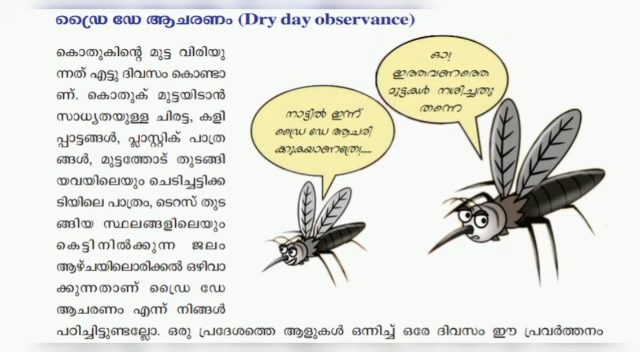 ഡ്രൈ ഡേ ആചരണം (Dry day observance)
കൊതുകിന്റെ മുട്ട വിരിയു
ന്നത് എട്ടു ദിവസം കൊണ്ടാ
ണ്. കൊതുക് മുട്ടയിടാൻ
സാധ്യതയുള്ള ചിരട്ട, കളി
പ്പാട്ടങ്ങൾ, പ്ലാസ്റ്റിക് പാത്ര
ങ്ങൾ, മുട്ടത്തോട് തുടങ്ങി
യവയിലെയും ചെടിച്ചട്ടിക്ക
ടിയിലെ പാത്രം, ടെറസ് തുട
ങ്ങിയ സ്ഥലങ്ങളിലെയും
കെട്ടി നിൽക്കുന്ന ജലം
ആഴ്ചയിലൊരിക്കൽ ഒഴിവാ
ക്കുന്നതാണ് ഡ്രൈ ഡേ
ആചരണം എന്ന് നിങ്ങൾ
പഠിച്ചിട്ടുണ്ടല്ലോ. ഒരു പ്രദേശത്തെ ആളുകൾ ഒന്നിച്ച് ഒരേ ദിവസം ഈ പ്രവർത്തനം
നാട്ടിൽ ഇന്ന്
ഡ്രൈ ഡേ ആചരി
ക്കുകയാണത്രേ!.....
ഓ!
ഇത്തവണത്തെ
മുട്ടകൾ നശിച്ചതു
തന്നെ